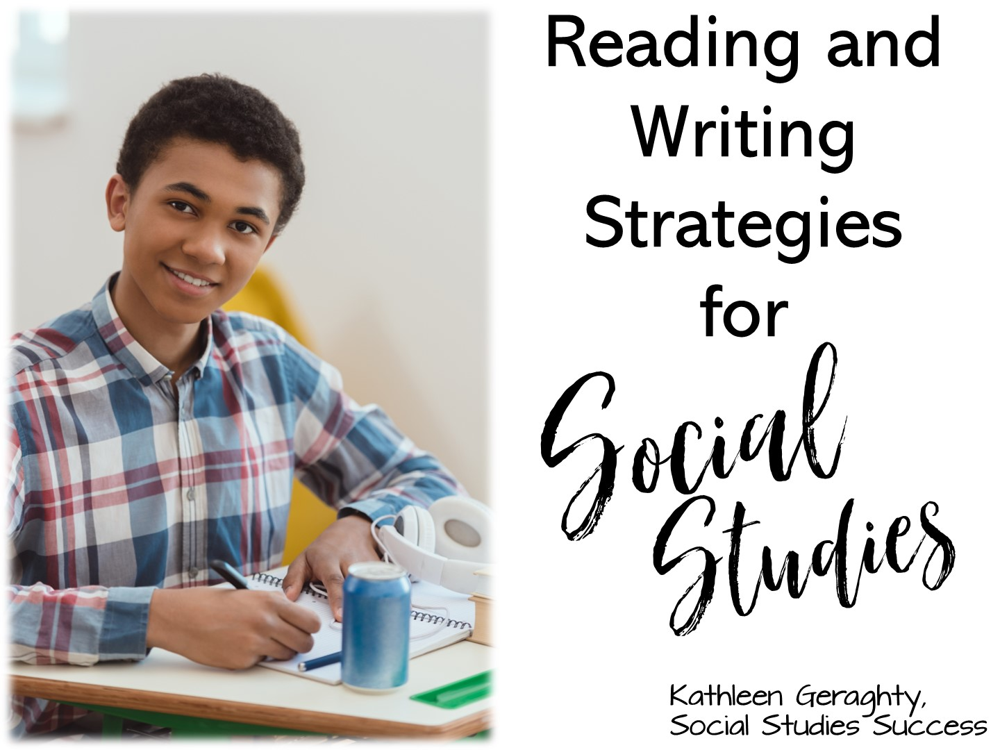 Reading and
Writing
Strategies
for
Social
Studies
Kathleen Geraghty,
Social Studies Success